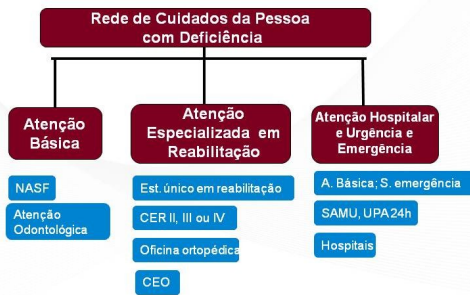 Rede de Cuidados da Pessoa
com Deficiência
Atenção
Básica
NASF
Atenção
Odontológica
Atenção
Especializada em
Reabilitação
Est. único em reabilitação
CER II, III ou IV
Oficina ortopédica
CEO
Atenção Hospitalar
e Urgência e
Emergência
A. Básica; S. emergência
SAMU, UPA 24h
Hospitais